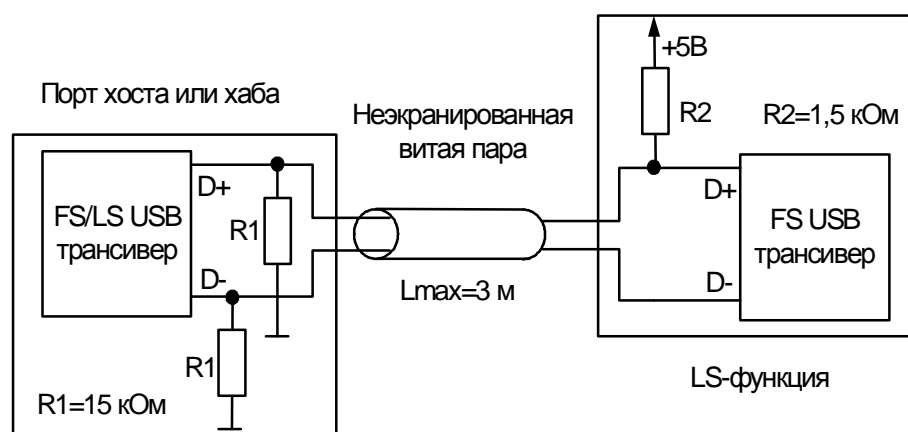 Порт хоста или хаба
FS/LS USB
трансивер
D+
D-
R1
R1
R1=15 кОм
Неэкранированная
витая пара
Lmax=3 м
+5В
R2
R2=1,5 кОм
D+
D-
FS USB
трансивер
LS-функция